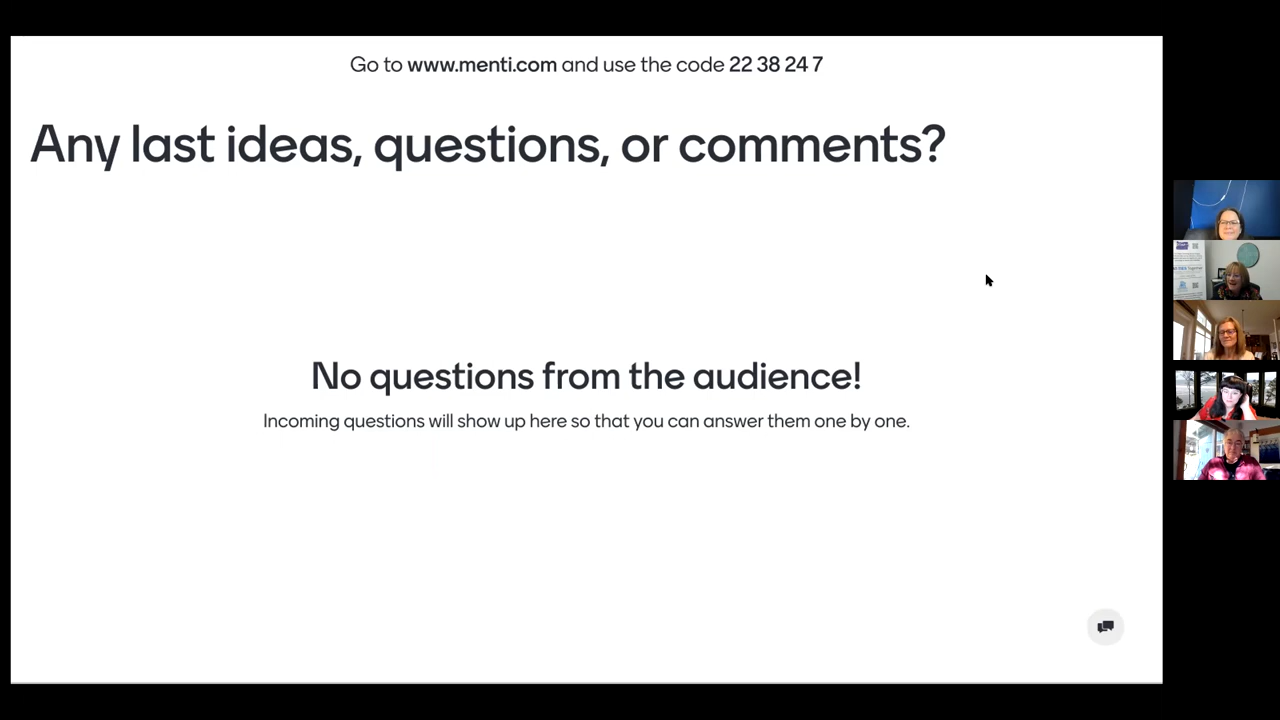 Go to www.menti.com and use the code 22 38 24 7
Any last ideas, questions, or comments?
No questions from the audience!
Incoming questions will show up here so that you can answer them one by one.